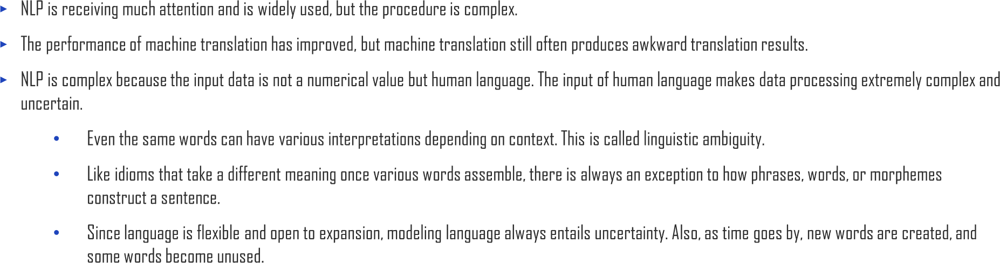 ▸ NLP is receiving much attention and is widely used, but the procedure is complex.
▸ The performance of machine translation has improved, but machine translation still often produces awkward translation results.
▸ NLP is complex because the input data is not a numerical value but human language. The input of human language makes data processing extremely complex and
uncertain.
• Even the same words can have various interpretations depending on context. This is called linguistic ambiguity.
• Like idioms that take a different meaning once various words assemble, there is always an exception to how phrases, words, or morphemes
construct a sentence.
• Since language is flexible and open to expansion, modeling language always entails uncertainty. Also, as time goes by, new words are created, and
some words become unused.